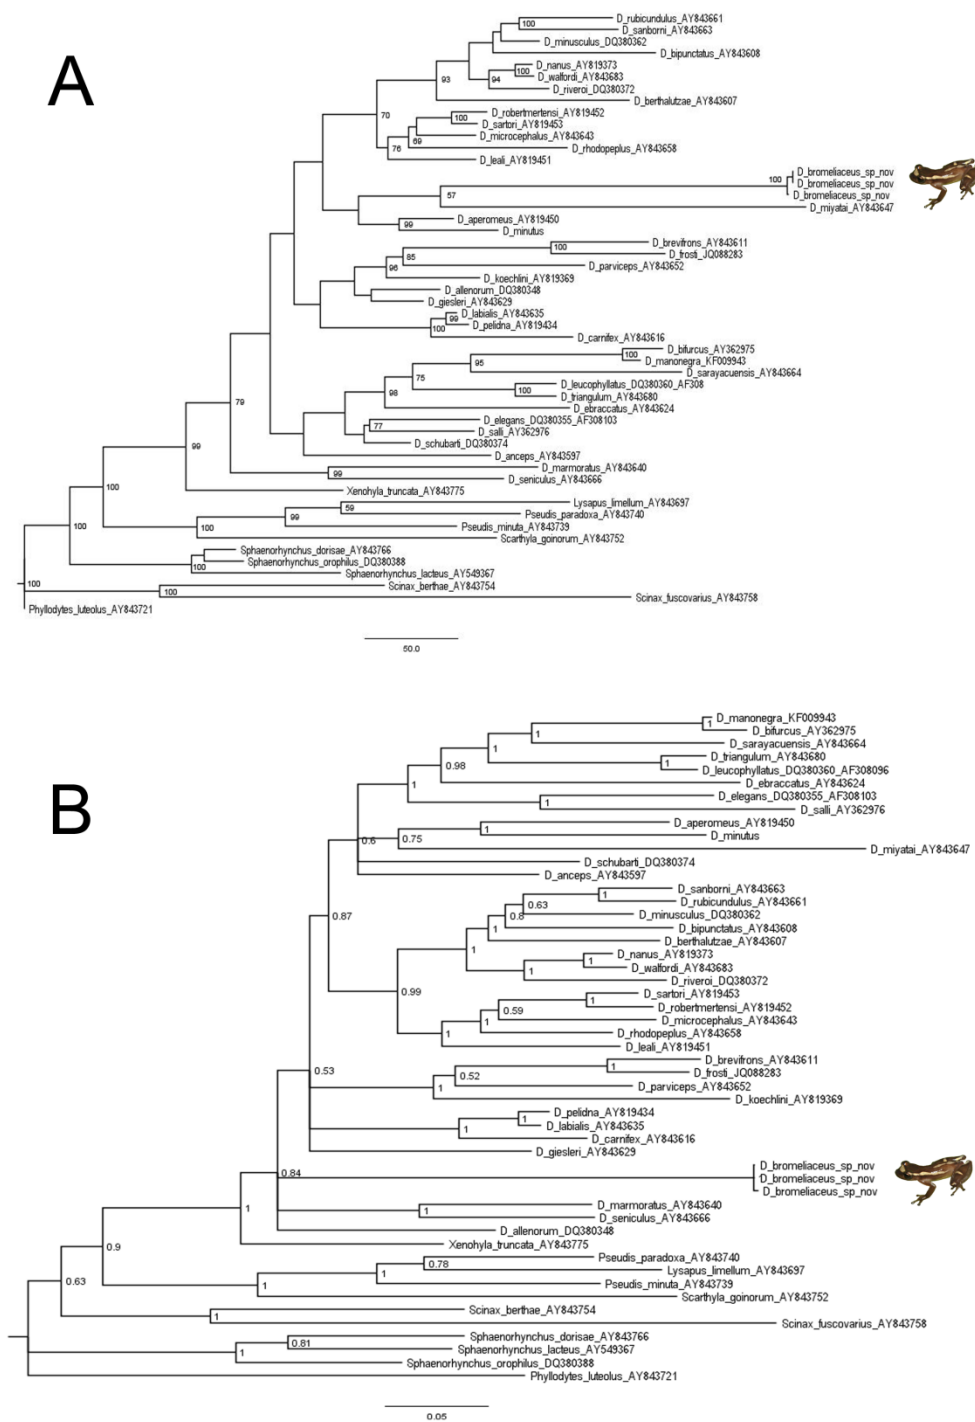 A
D_rubicundulus_AY843661
100
D_sanborni_AY843663
D_minusculus_DQ380362
D_bipunctatus_AY843608
D_nanus_AY819373
100
93
D_walfordi_AY843683
94
D_riveroi_DQ380372
D_berthalutzae_AY843607
D_robertmertensi_AY819452
70
100
D_sartori_AY819453
D_microcephalus_AY843643
69
76
D_rhodopeplus_AY843658
D_leali_AY819451
D_bromeliaceus_sp_nov
100
D_bromeliaceus_sp_nov
57
D_bromeliaceus_sp_nov
D_miyatai_AY843647
D_aperomeus_AY819450
99
D_minutus
D_brevifrons_AY843611
100
85
D_frosti_JQ088283
D_parviceps_AY843652
96
D_koechlini_AY819369
D_allenorum_DQ380348
D_giesleri_AY843629
D_labialis_AY843635
99
D_pelidna_AY819434
100
D_carnifex_AY843616
D_bifurcus_AY362975
100
95
D_manonegra_KF009943
D_sarayacuensis_AY843664
75
D_leucophyllatus_DQ380360_AF308
98
100
D_triangulum_AY843680
79
D_ebraccatus_AY843624
D_elegans_DQ380355_AF308103
77
D_salli_AY362976
D_schubarti_DQ380374
99
D_anceps_AY843597
D_marmoratus_AY843640
99
D_seniculus_AY843666
100
Xenohyla_truncata_AY843775
Lysapus_limellum_AY843697
59
99
Pseudis_paradoxa_AY843740
100
100
Pseudis_minuta_AY843739
Scarthyla_goinorum_AY843752
Sphaenorhynchus_dorisae_AY843766
100
Sphaenorhynchus_orophilus_DQ380388
Sphaenorhynchus_lacteus_AY549367
100
Scinax_berthae_AY843754
100
Scinax_fuscovarius_AY843758
Phyllodytes_luteolus_AY843721
50.0
B
D_manonegra_KF009943
1
D_bifurcus_AY362975
1
D_sarayacuensis_AY843664
1
D_triangulum_AY843680
0.98
1
D_leucophyllatus_DQ380360_AF308096
D_ebraccatus_AY843624
1
D_elegans_DQ380355_AF308103
1
D_salli_AY362976
D_aperomeus_AY819450
1
D_minutus
0.6
0.75
D_miyatai_AY843647
D_schubarti_DQ380374
D_anceps_AY843597
D_sanborni_AY843663
1
0.63
D_rubicundulus_AY843661
0.87
0.8
D_minusculus_DQ380362
1
D_bipunctatus_AY843608
D_berthalutzae_AY843607
1
D_nanus_AY819373
1
D_walfordi_AY843683
1
D_riveroi_DQ380372
0.99
D_sartori_AY819453
1
D_robertmertensi_AY819452
0.59
D_microcephalus_AY843643
1
D_rhodopeplus_AY843658
1
D_leali_AY819451
D_brevifrons_AY843611
1
0.53
D_frosti_JQ088283
0.52
D_parviceps_AY843652
1
D_koechlini_AY819369
D_pelidna_AY819434
1
D_labialis_AY843635
1
D_carnifex_AY843616
D_giesleri_AY843629
D_bromeliaceus_sp_nov
0.84
D_bromeliaceus_sp_nov
D_bromeliaceus_sp_nov
D_marmoratus_AY843640
1
1
D_seniculus_AY843666
D_allenorum_DQ380348
0.9
Xenohyla_truncata_AY843775
Pseudis_paradoxa_AY843740
0.78
1
Lysapus_limellum_AY843697
0.63
1
Pseudis_minuta_AY843739
Scarthyla_goinorum_AY843752
Scinax_berthae_AY843754
1
Scinax_fuscovarius_AY843758
Sphaenorhynchus_dorisae_AY843766
0.81
Sphaenorhynchus_lacteus_AY549367
1
Sphaenorhynchus_orophilus_DQ380388
Phyllodytes_luteolus_AY843721
0.05